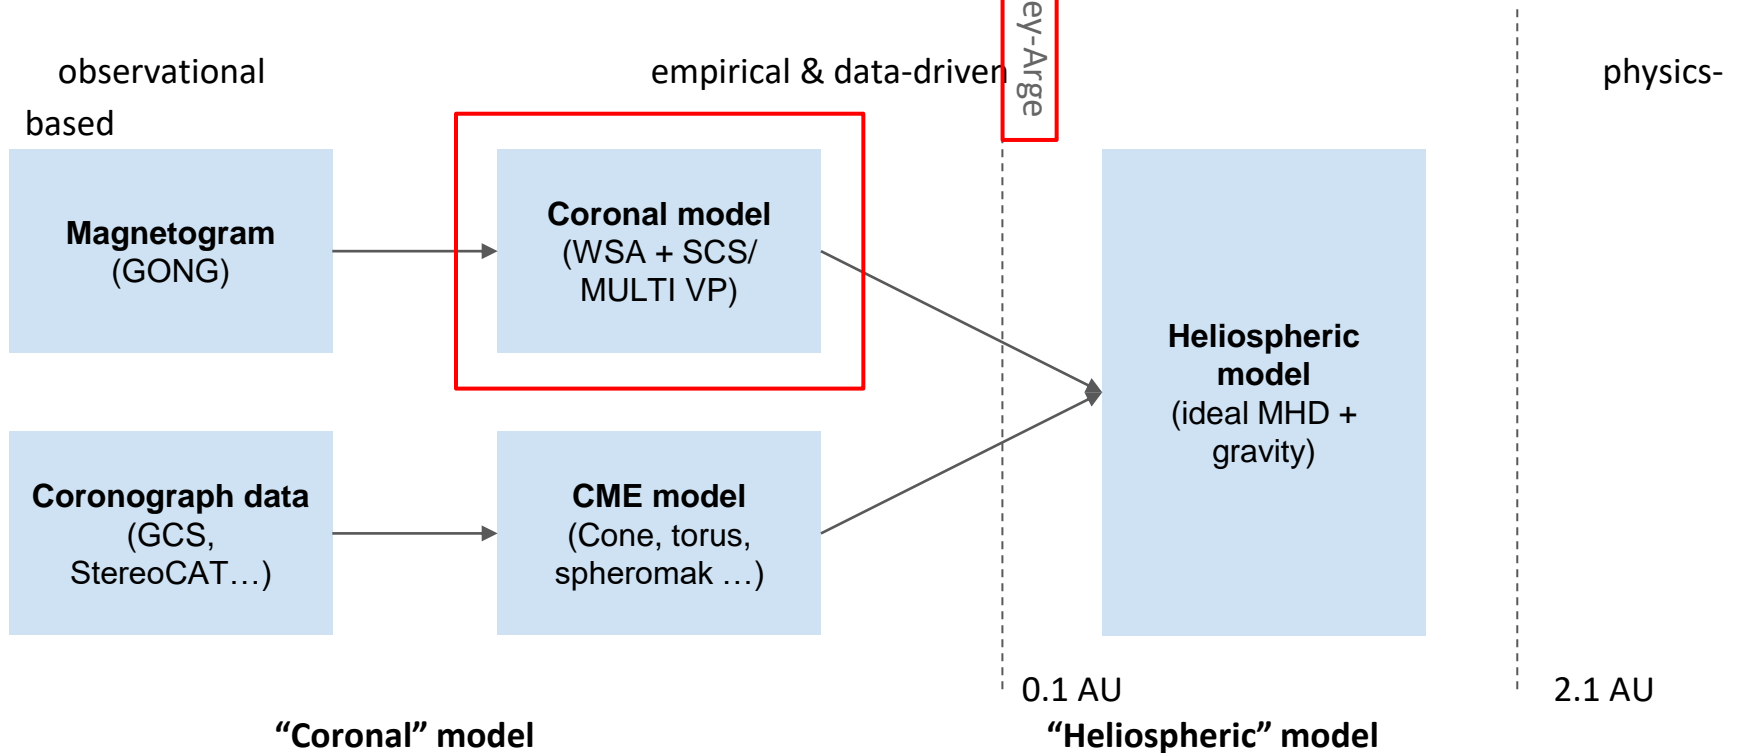 ey-Arge
observational empirical & data-driven physics-
based
Magnetogram
(GONG)
Coronal model
(WSA + SCS/
MULTI VP)
Heliospheric
model
(ideal MHD +
gravity)
Coronograph data
(GCS,
StereoCAT…)
CME model
(Cone, torus,
spheromak …)
0.1 AU 2.1 AU
“Coronal” model “Heliospheric” model